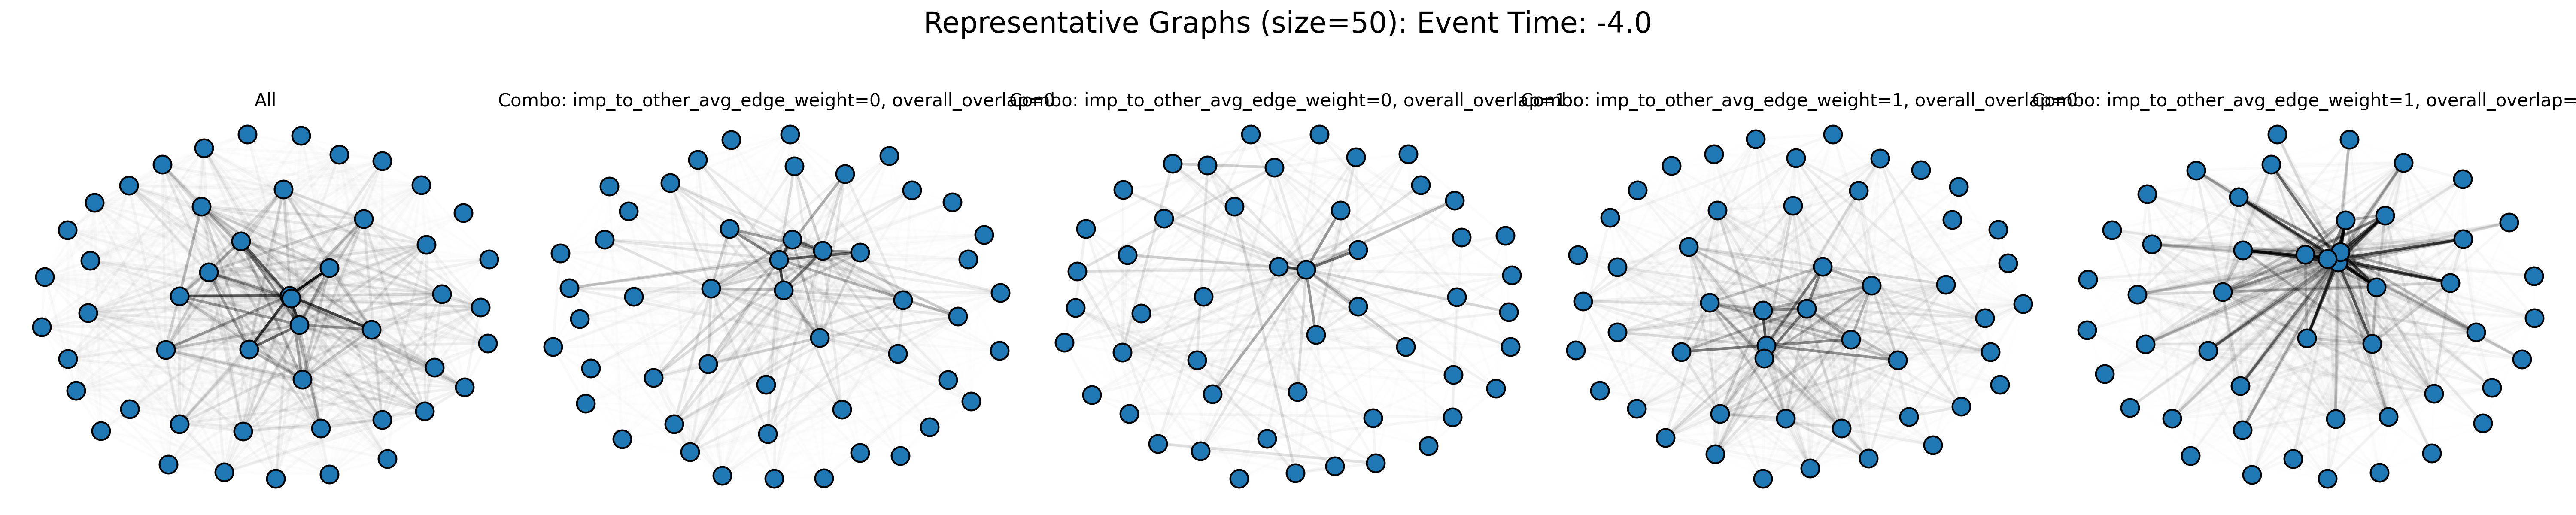 Representative Graphs (size=50): Event Time: -4.0
All
Combo: imp_to_other_avg_edge_weight=0, overall_overlap=0
Combo: imp_to_other_avg_edge_weight=0, overall_overlap=1
Combo: imp_to_other_avg_edge_weight=1, overall_overlap=0
Combo: imp_to_other_avg_edge_weight=1, overall_overlap=